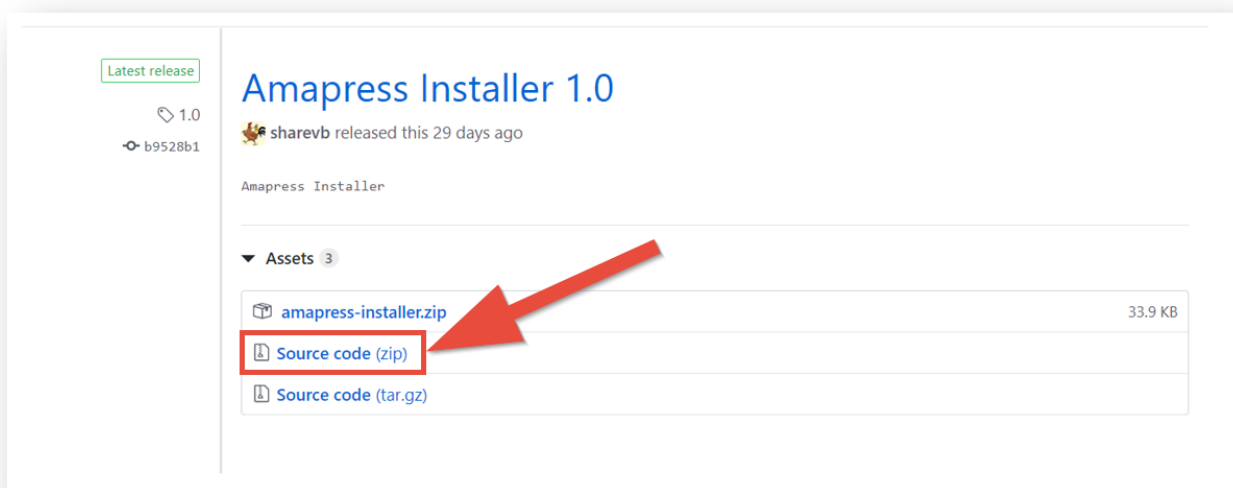 Latest release
1.0
b9528b1
Amapress Installer 1.0
sharevb released this 29 days ago
Amapress Installer
Assets 3
amapress-installer.zip 33.9 KB
Source code (zip)
Source code (tar.gz)